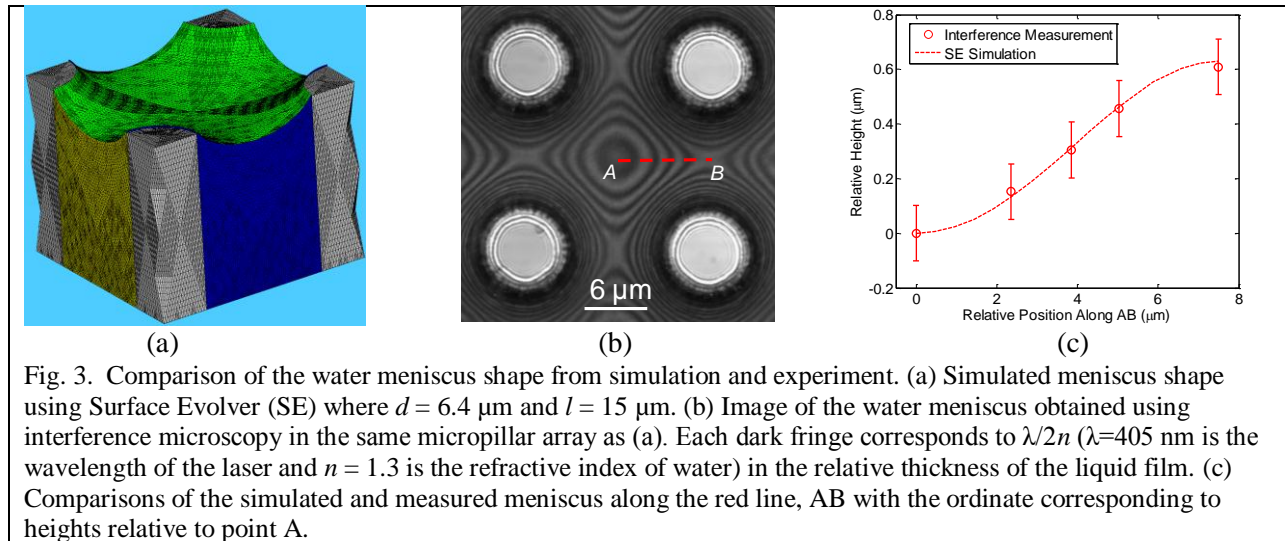 0.8
0.6
0.4
0.2
0
-0.2
Relative Height (μm)
Interference Measurement
SE Simulation
0 2 4 6 8
Relative Position Along AB (μm)
A B
6 μm
(a) (b) (c)
Fig. 3. Comparison of the water meniscus shape from simulation and experiment. (a) Simulated meniscus shape
using Surface Evolver (SE) where d = 6.4 μm and l = 15 μm. (b) Image of the water meniscus obtained using
interference microscopy in the same micropillar array as (a). Each dark fringe corresponds to λ/2n (λ=405 nm is the
wavelength of the laser and n = 1.3 is the refractive index of water) in the relative thickness of the liquid film. (c)
Comparisons of the simulated and measured meniscus along the red line, AB with the ordinate corresponding to
heights relative to point A.